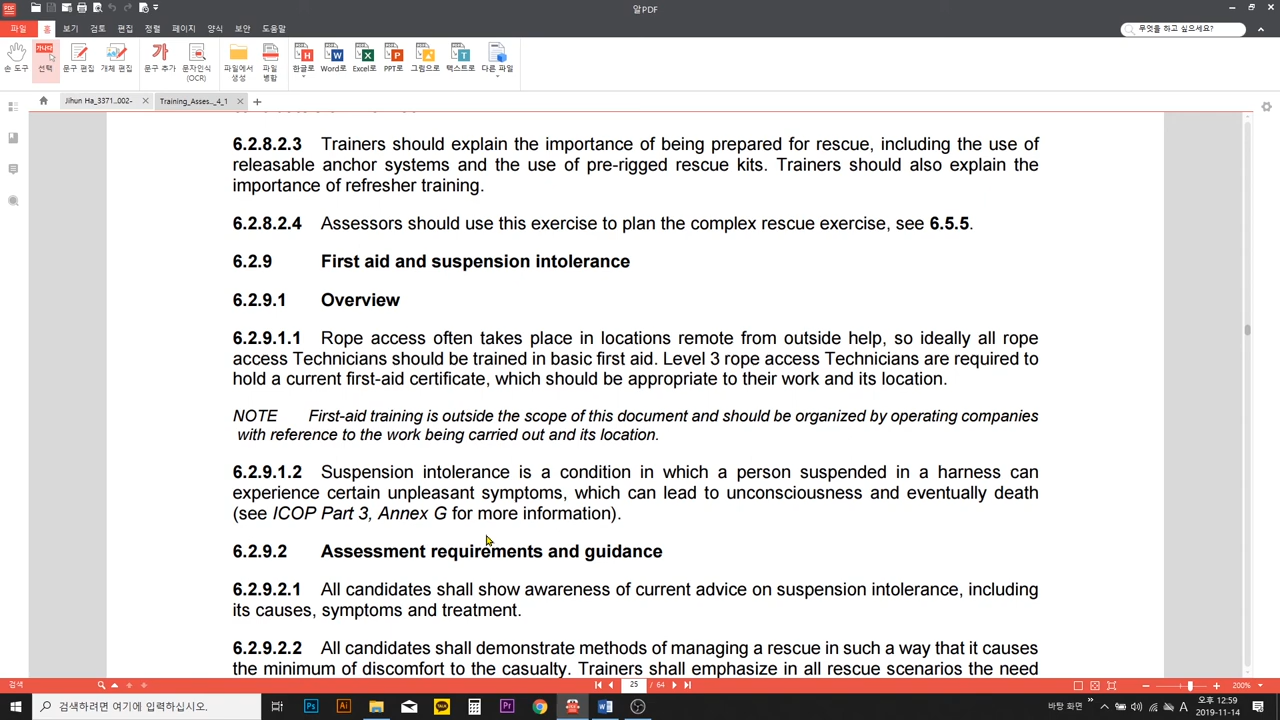 알PDF
파일 홈 보기 검토 편집 정렬 페이지 양식 보안 도움말
무엇을 하고 싶으세요?
손 도구 선택 문구 편집 개체 편집 문구 추가 문자인식 (OCR) 파일에서 생성 파일 병합 한글로 Word로 Excel로 PPT로 그림으로 텍스트로 다른 파일
Jihun Ha_3371...002- Training_Asses..._4_1
6.2.8.2.3 Trainers should explain the importance of being prepared for rescue, including the use of
releasable anchor systems and the use of pre-rigged rescue kits. Trainers should also explain the
importance of refresher training.
6.2.8.2.4 Assessors should use this exercise to plan the complex rescue exercise, see 6.5.5.
6.2.9 First aid and suspension intolerance
6.2.9.1 Overview
6.2.9.1.1 Rope access often takes place in locations remote from outside help, so ideally all rope
access Technicians should be trained in basic first aid. Level 3 rope access Technicians are required to
hold a current first-aid certificate, which should be appropriate to their work and its location.
NOTE First-aid training is outside the scope of this document and should be organized by operating companies
with reference to the work being carried out and its location.
6.2.9.1.2 Suspension intolerance is a condition in which a person suspended in a harness can
experience certain unpleasant symptoms, which can lead to unconsciousness and eventually death
(see ICOP Part 3, Annex G for more information).
6.2.9.2 Assessment requirements and guidance
6.2.9.2.1 All candidates shall show awareness of current advice on suspension intolerance, including
its causes, symptoms and treatment.
6.2.9.2.2 All candidates shall demonstrate methods of managing a rescue in such a way that it causes
the minimum of discomfort to the casualty. Trainers shall emphasize in all rescue scenarios the need
검색 25 / 64 200%
검색하려면 여기에 입력하십시오. 바탕 화면 A 오후 12:59
2019-11-14